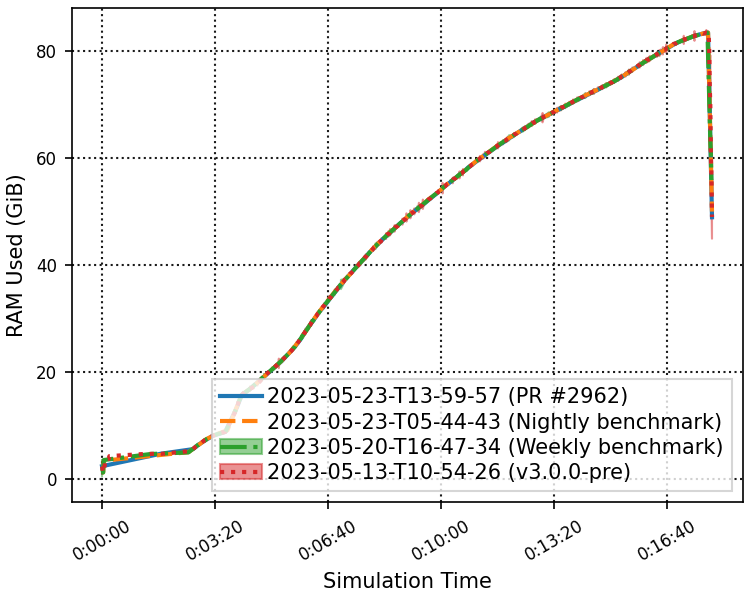 80
60
40
20
0
RAM Used (GiB)
2023-05-23-T13-59-57 (PR #2962)
2023-05-23-T05-44-43 (Nightly benchmark)
2023-05-20-T16-47-34 (Weekly benchmark)
2023-05-13-T10-54-26 (v3.0.0-pre)
0:00:00
0:03:20
0:06:40
0:10:00
0:13:20
0:16:40
Simulation Time